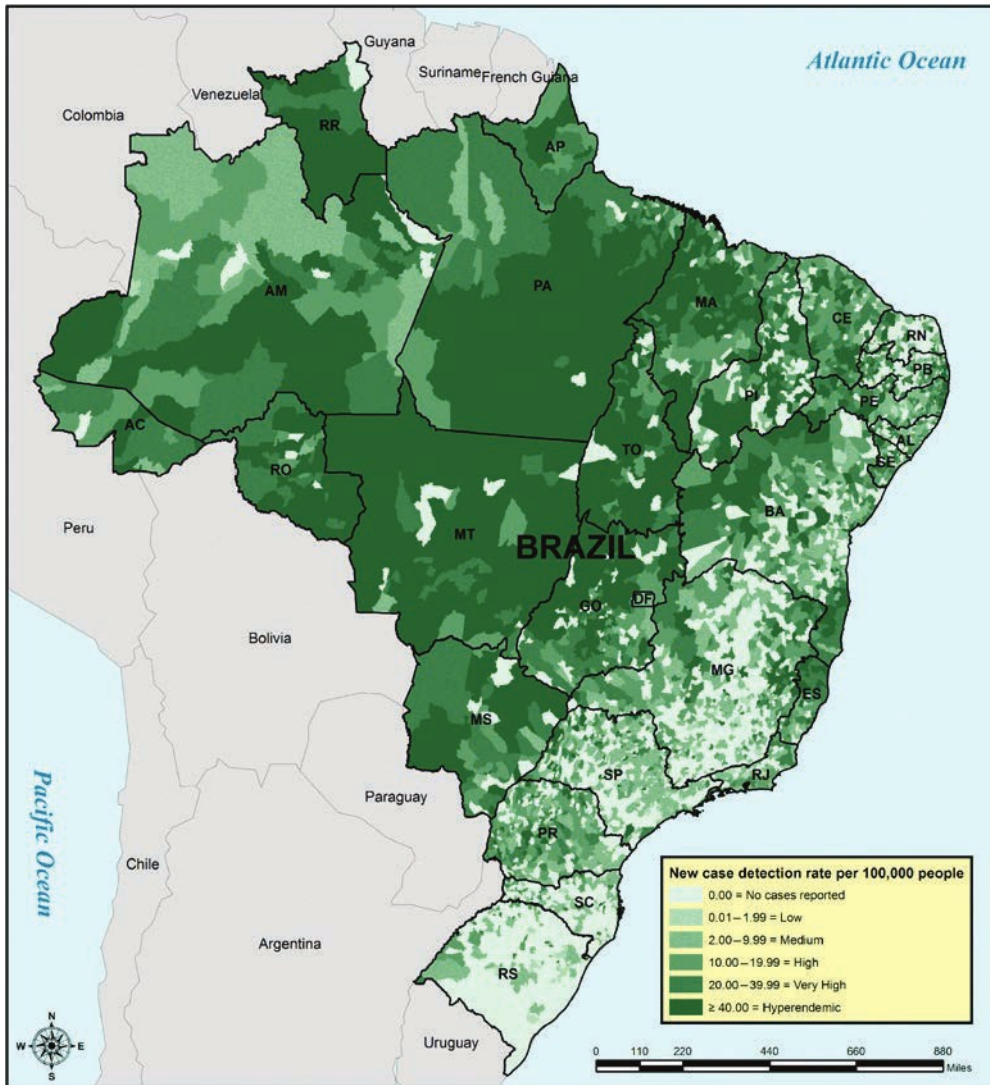 Guyana
Suriname
French Guiana
Venezuela
Colombia
Atlantic Ocean
RR
AP
AM
PA
MA
CE
RN
PB
PI
PE
AL
SE
AC
RO
TO
BA
MT
BRAZIL
Peru
GO
DF
Bolivia
MG
ES
MS
SP
RJ
Paraguay
PR
Pacific Ocean
Chile
SC
Argentina
RS
Uruguay
New case detection rate per 100,000 people
0.00 = No cases reported
0.01–1.99 = Low
2.00–9.99 = Medium
10.00–19.99 = High
20.00–39.99 = Very High
≥ 40.00 = Hyperendemic
N
W E
S
0 110 220 440 660 880
Miles